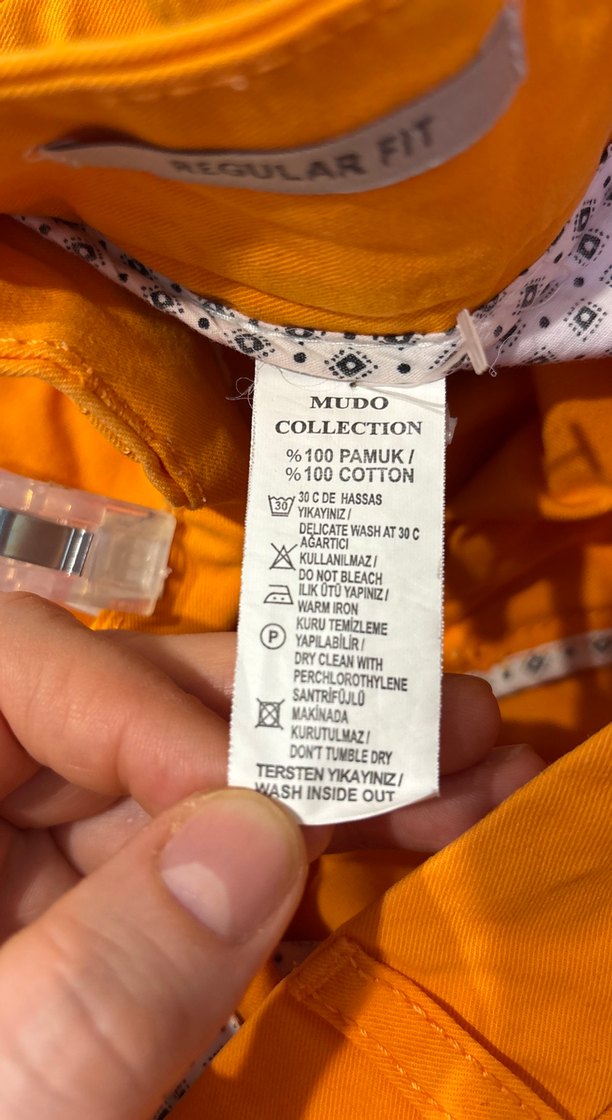 REGULAR FIT
MUDO
COLLECTION
%100 PAMUK /
%100 COTTON
30
30 C DE HASSAS
YIKAYINIZ /
DELICATE WASH AT 30 C
AĞARTICI
KULLANILMAZ /
DO NOT BLEACH
ILIK ÜTÜ YAPINIZ /
WARM IRON
KURU TEMİZLEME
P
YAPILABİLİR /
DRY CLEAN WITH
PERCHLOROTHYLENE
SANTRİFÜJLÜ
MAKİNADA
KURUTULMAZ /
DON'T TUMBLE DRY
TERSTEN YIKAYINIZ /
WASH INSIDE OUT